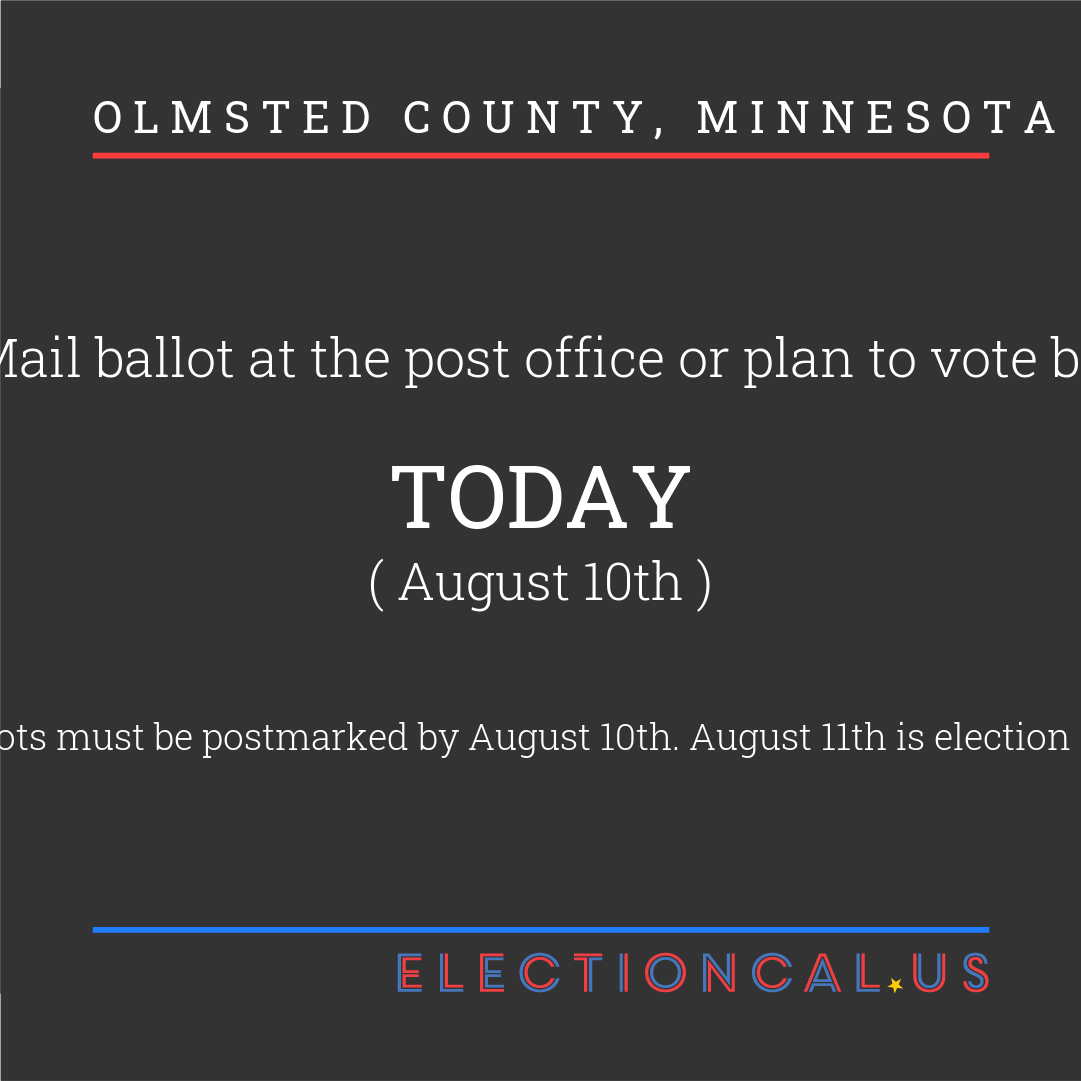 OLMSTED COUNTY, MINNESOTA
Mail ballot at the post office or plan to vote
TODAY
( August 10th )
must be postmarked by August 10th. August 11th is election
ELECTIONCAL.US